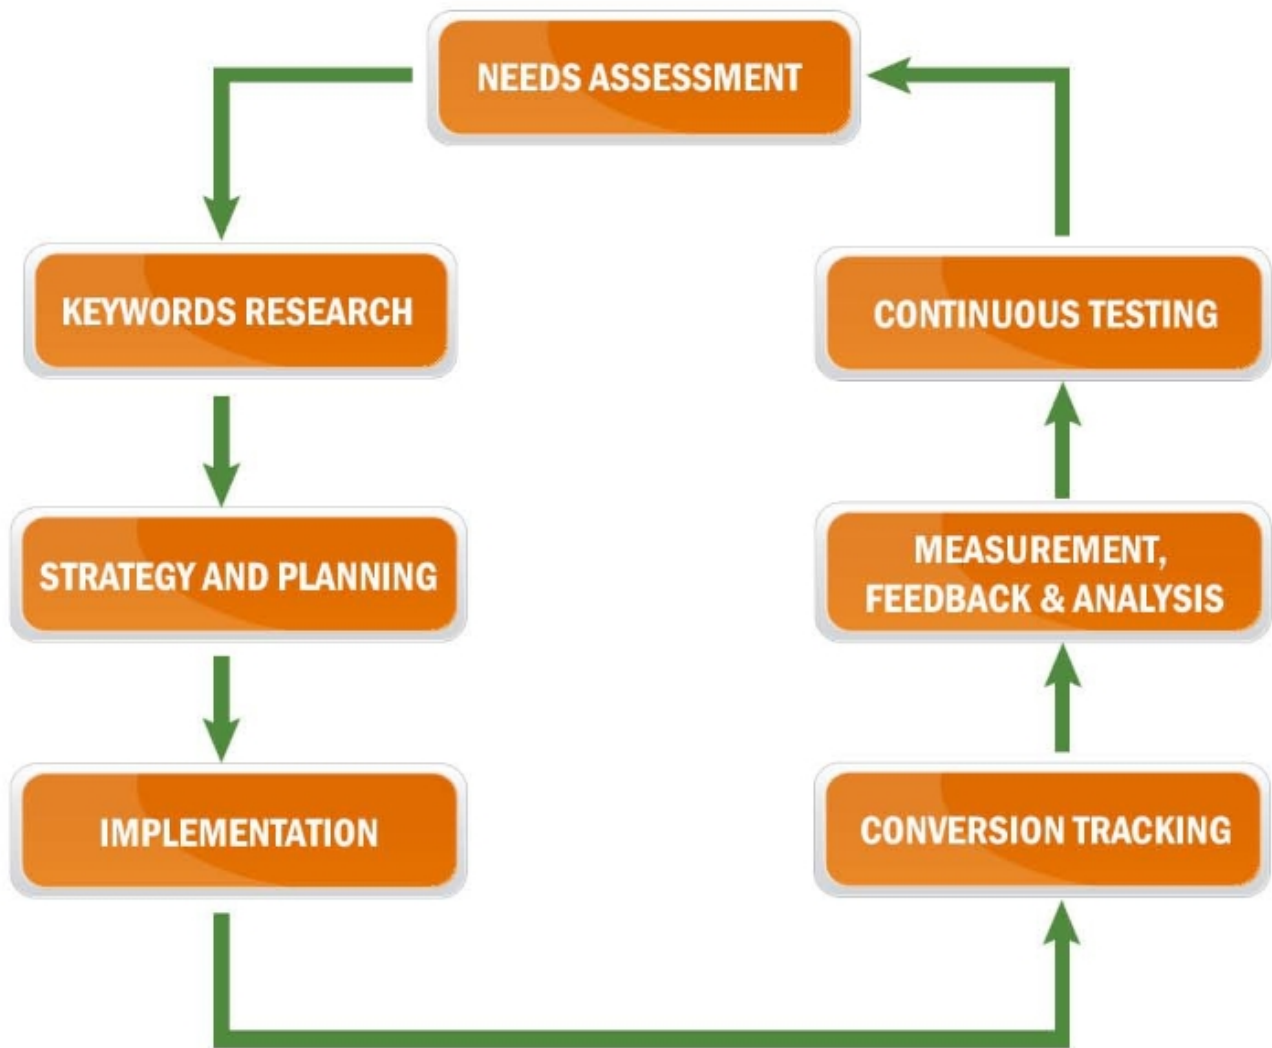 NEEDS ASSESSMENT
KEYWORDS RESEARCH
STRATEGY AND PLANNING
IMPLEMENTATION
CONVERSION TRACKING
MEASUREMENT,
FEEDBACK & ANALYSIS
CONTINUOUS TESTING